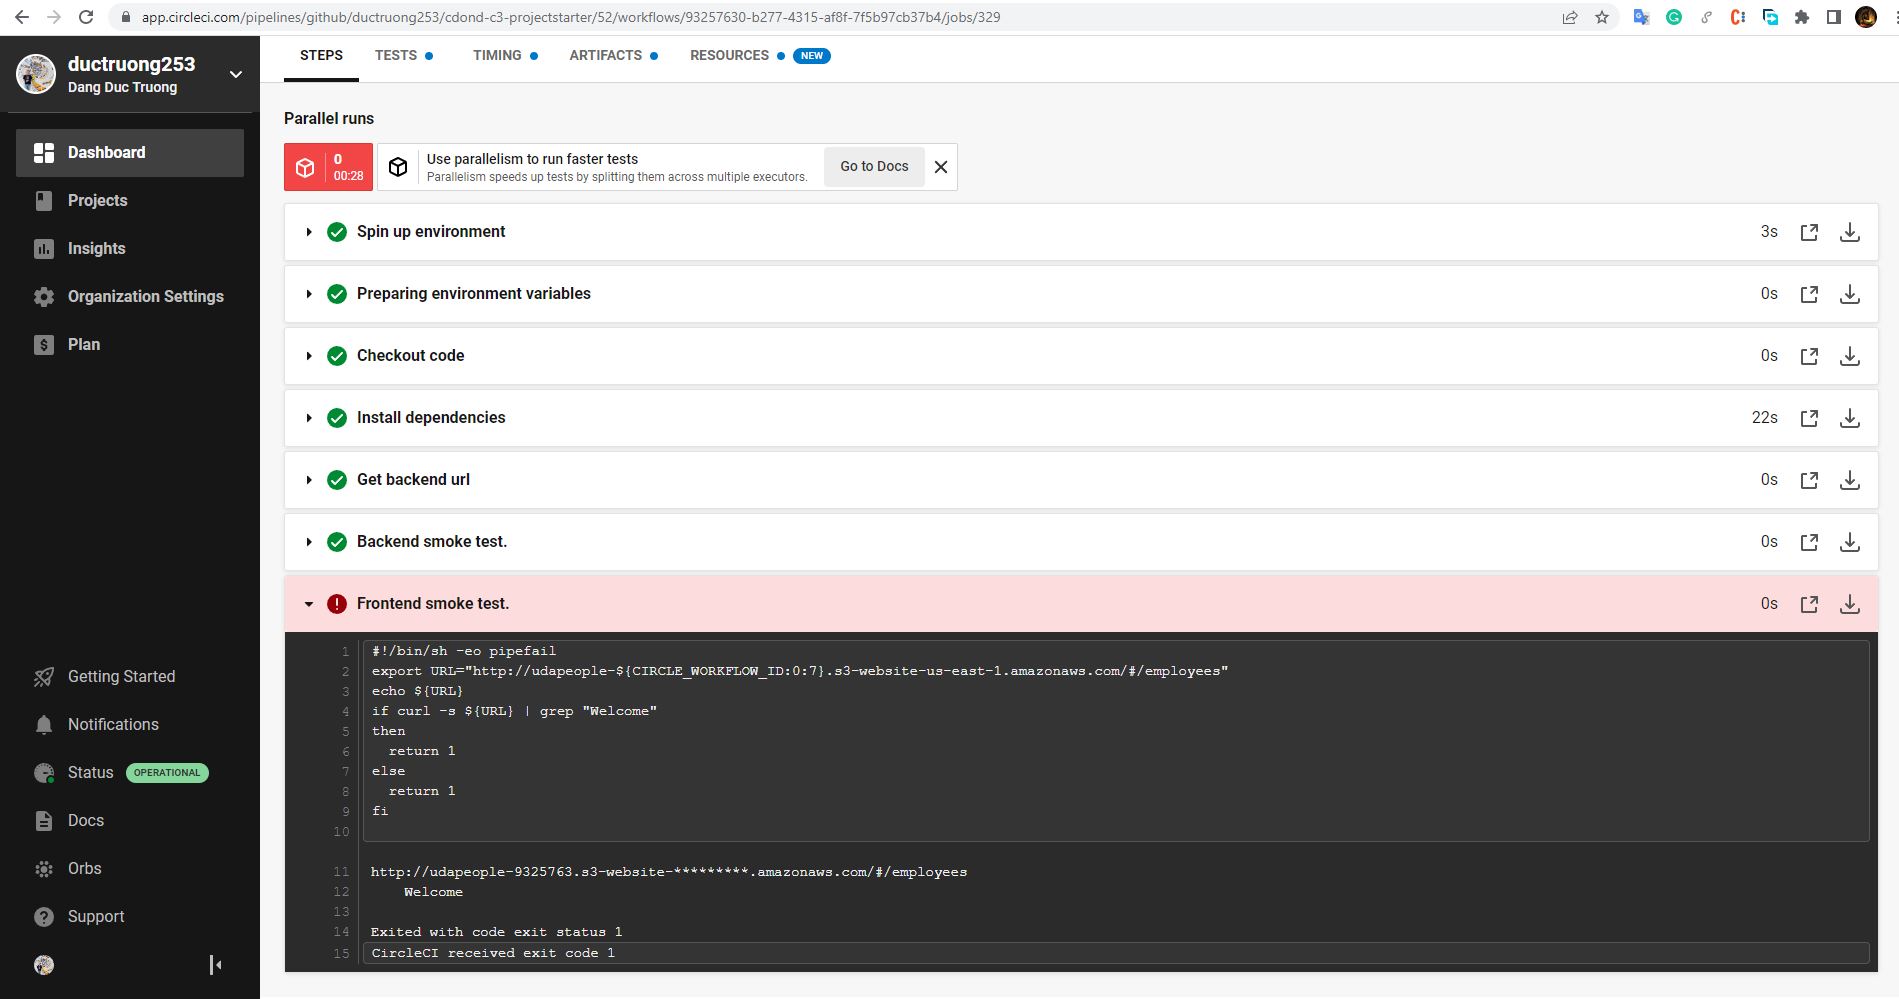 app.circleci.com/pipelines/github/ductruong253/cdond-c3-projectstarter/52/workflows/93257630-b277-4315-af8f-7f5b97cb37b4/jobs/329
ductruong253
Dang Duc Truong
Dashboard
Projects
Insights
Organization Settings
Plan
Getting Started
Notifications
Status OPERATIONAL
Docs
Orbs
Support
STEPS TESTS TIMING ARTIFACTS RESOURCES NEW
Parallel runs
0
00:28
Use parallelism to run faster tests
Parallelism speeds up tests by splitting them across multiple executors.
Go to Docs
Spin up environment 3s
Preparing environment variables 0s
Checkout code 0s
Install dependencies 22s
Get backend url 0s
Backend smoke test. 0s
Frontend smoke test. 0s
1 #!/bin/sh -eo pipefail
2 export URL="http://udapeople-${CIRCLE_WORKFLOW_ID:0:7}.s3-website-us-east-1.amazonaws.com/#/employees"
3 echo ${URL}
4 if curl -s ${URL} | grep "Welcome"
5 then
6 return 1
7 else
8 return 1
9 fi
10
11 http://udapeople-9325763.s3-website-*********.amazonaws.com/#/employees
12 Welcome
13
14 Exited with code exit status 1
15 CircleCI received exit code 1